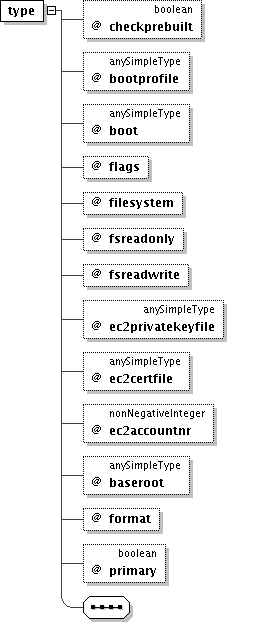 type
boolean
@ checkprebuilt
anySimpleType
@ bootprofile
anySimpleType
@ boot
@ flags
@ filesystem
@ fsreadonly
@ fsreadwrite
anySimpleType
@ ec2privatekeyfile
anySimpleType
@ ec2certfile
nonNegativeInteger
@ ec2accountnr
anySimpleType
@ baseroot
@ format
boolean
@ primary